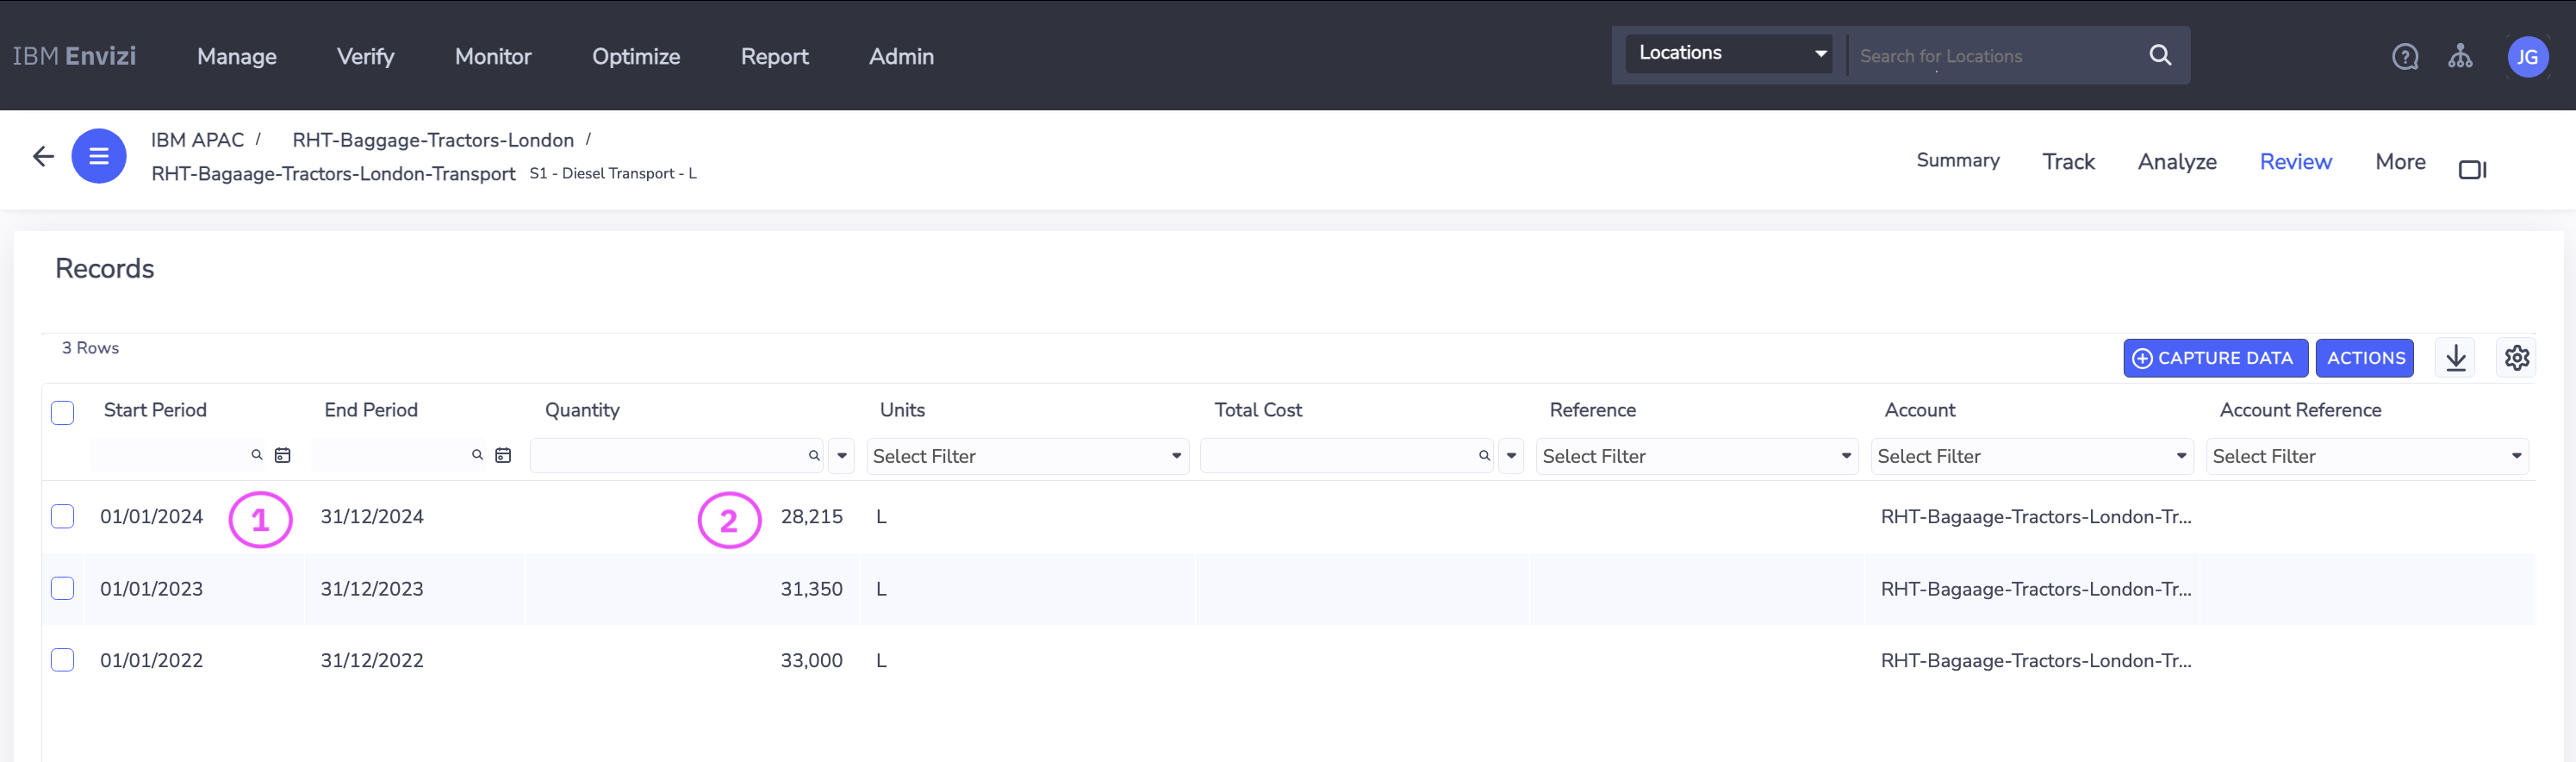 IBM Envizi Manage Verify Monitor Optimize Report Admin Locations Search for Locations JG
IBM APAC / RHT-Baggage-Tractors-London /
RHT-Bagaage-Tractors-London-Transport S1 - Diesel Transport - L
Summary Track Analyze Review More
Records
3 Rows
CAPTURE DATA ACTIONS
Start Period End Period Quantity Units Total Cost Reference Account Account Reference
Select Filter Select Filter Select Filter Select Filter
01/01/2024 1 31/12/2024 2 28,215 L RHT-Bagaage-Tractors-London-Tr...
01/01/2023 31/12/2023 31,350 L RHT-Bagaage-Tractors-London-Tr...
01/01/2022 31/12/2022 33,000 L RHT-Bagaage-Tractors-London-Tr...